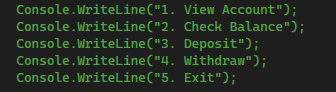 Console.WriteLine("1. View Account");
Console.WriteLine("2. Check Balance");
Console.WriteLine("3. Deposit");
Console.WriteLine("4. Withdraw");
Console.WriteLine("5. Exit");